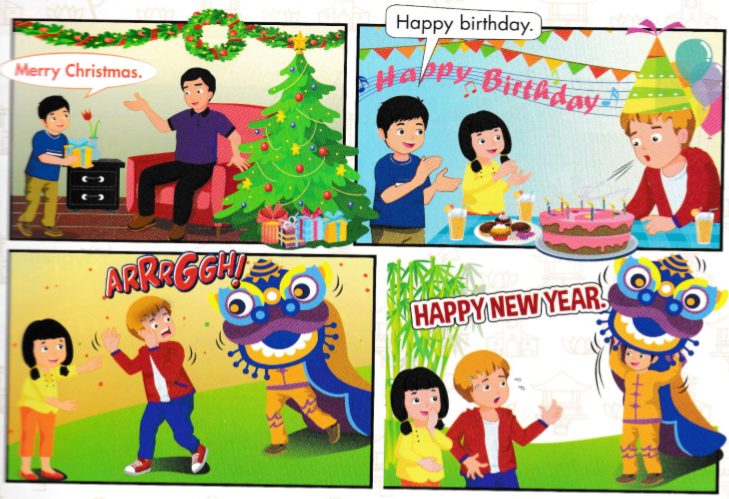 Merry Christmas.
Happy birthday.
Happy Birthday
ARRRGGH!
HAPPY NEW YEAR.